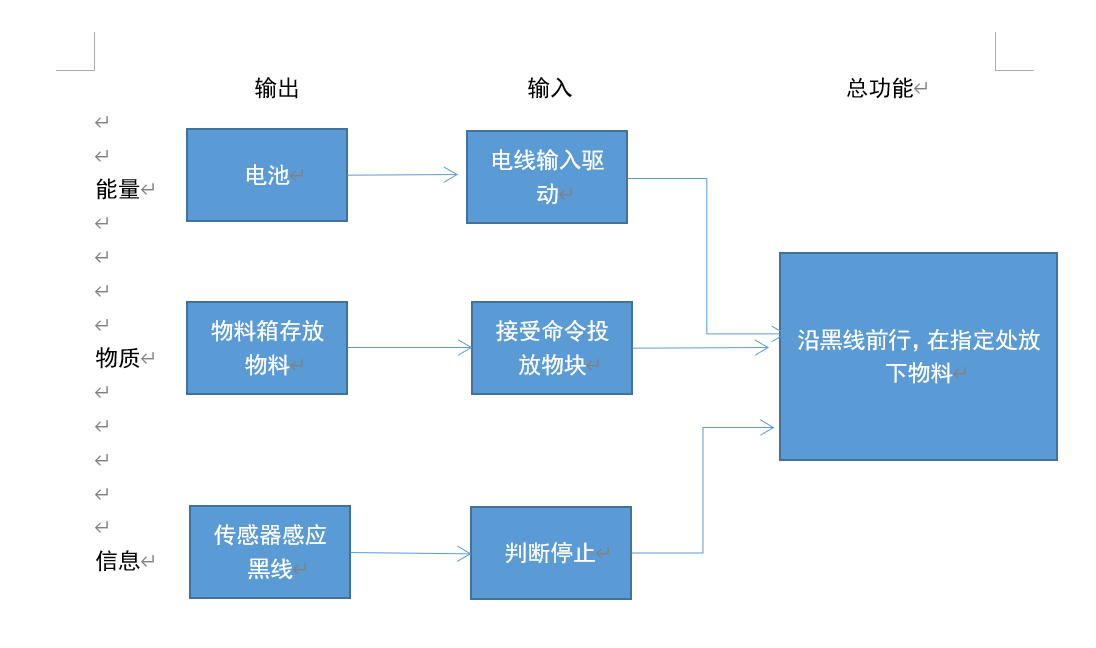 输出 输入 总功能
能量
电池
电线输入驱
动
物质
物料箱存放
物料
接受命令投
放物块
沿黑线前行，在指定处放
下物料
信息
传感器感应
黑线
判断停止